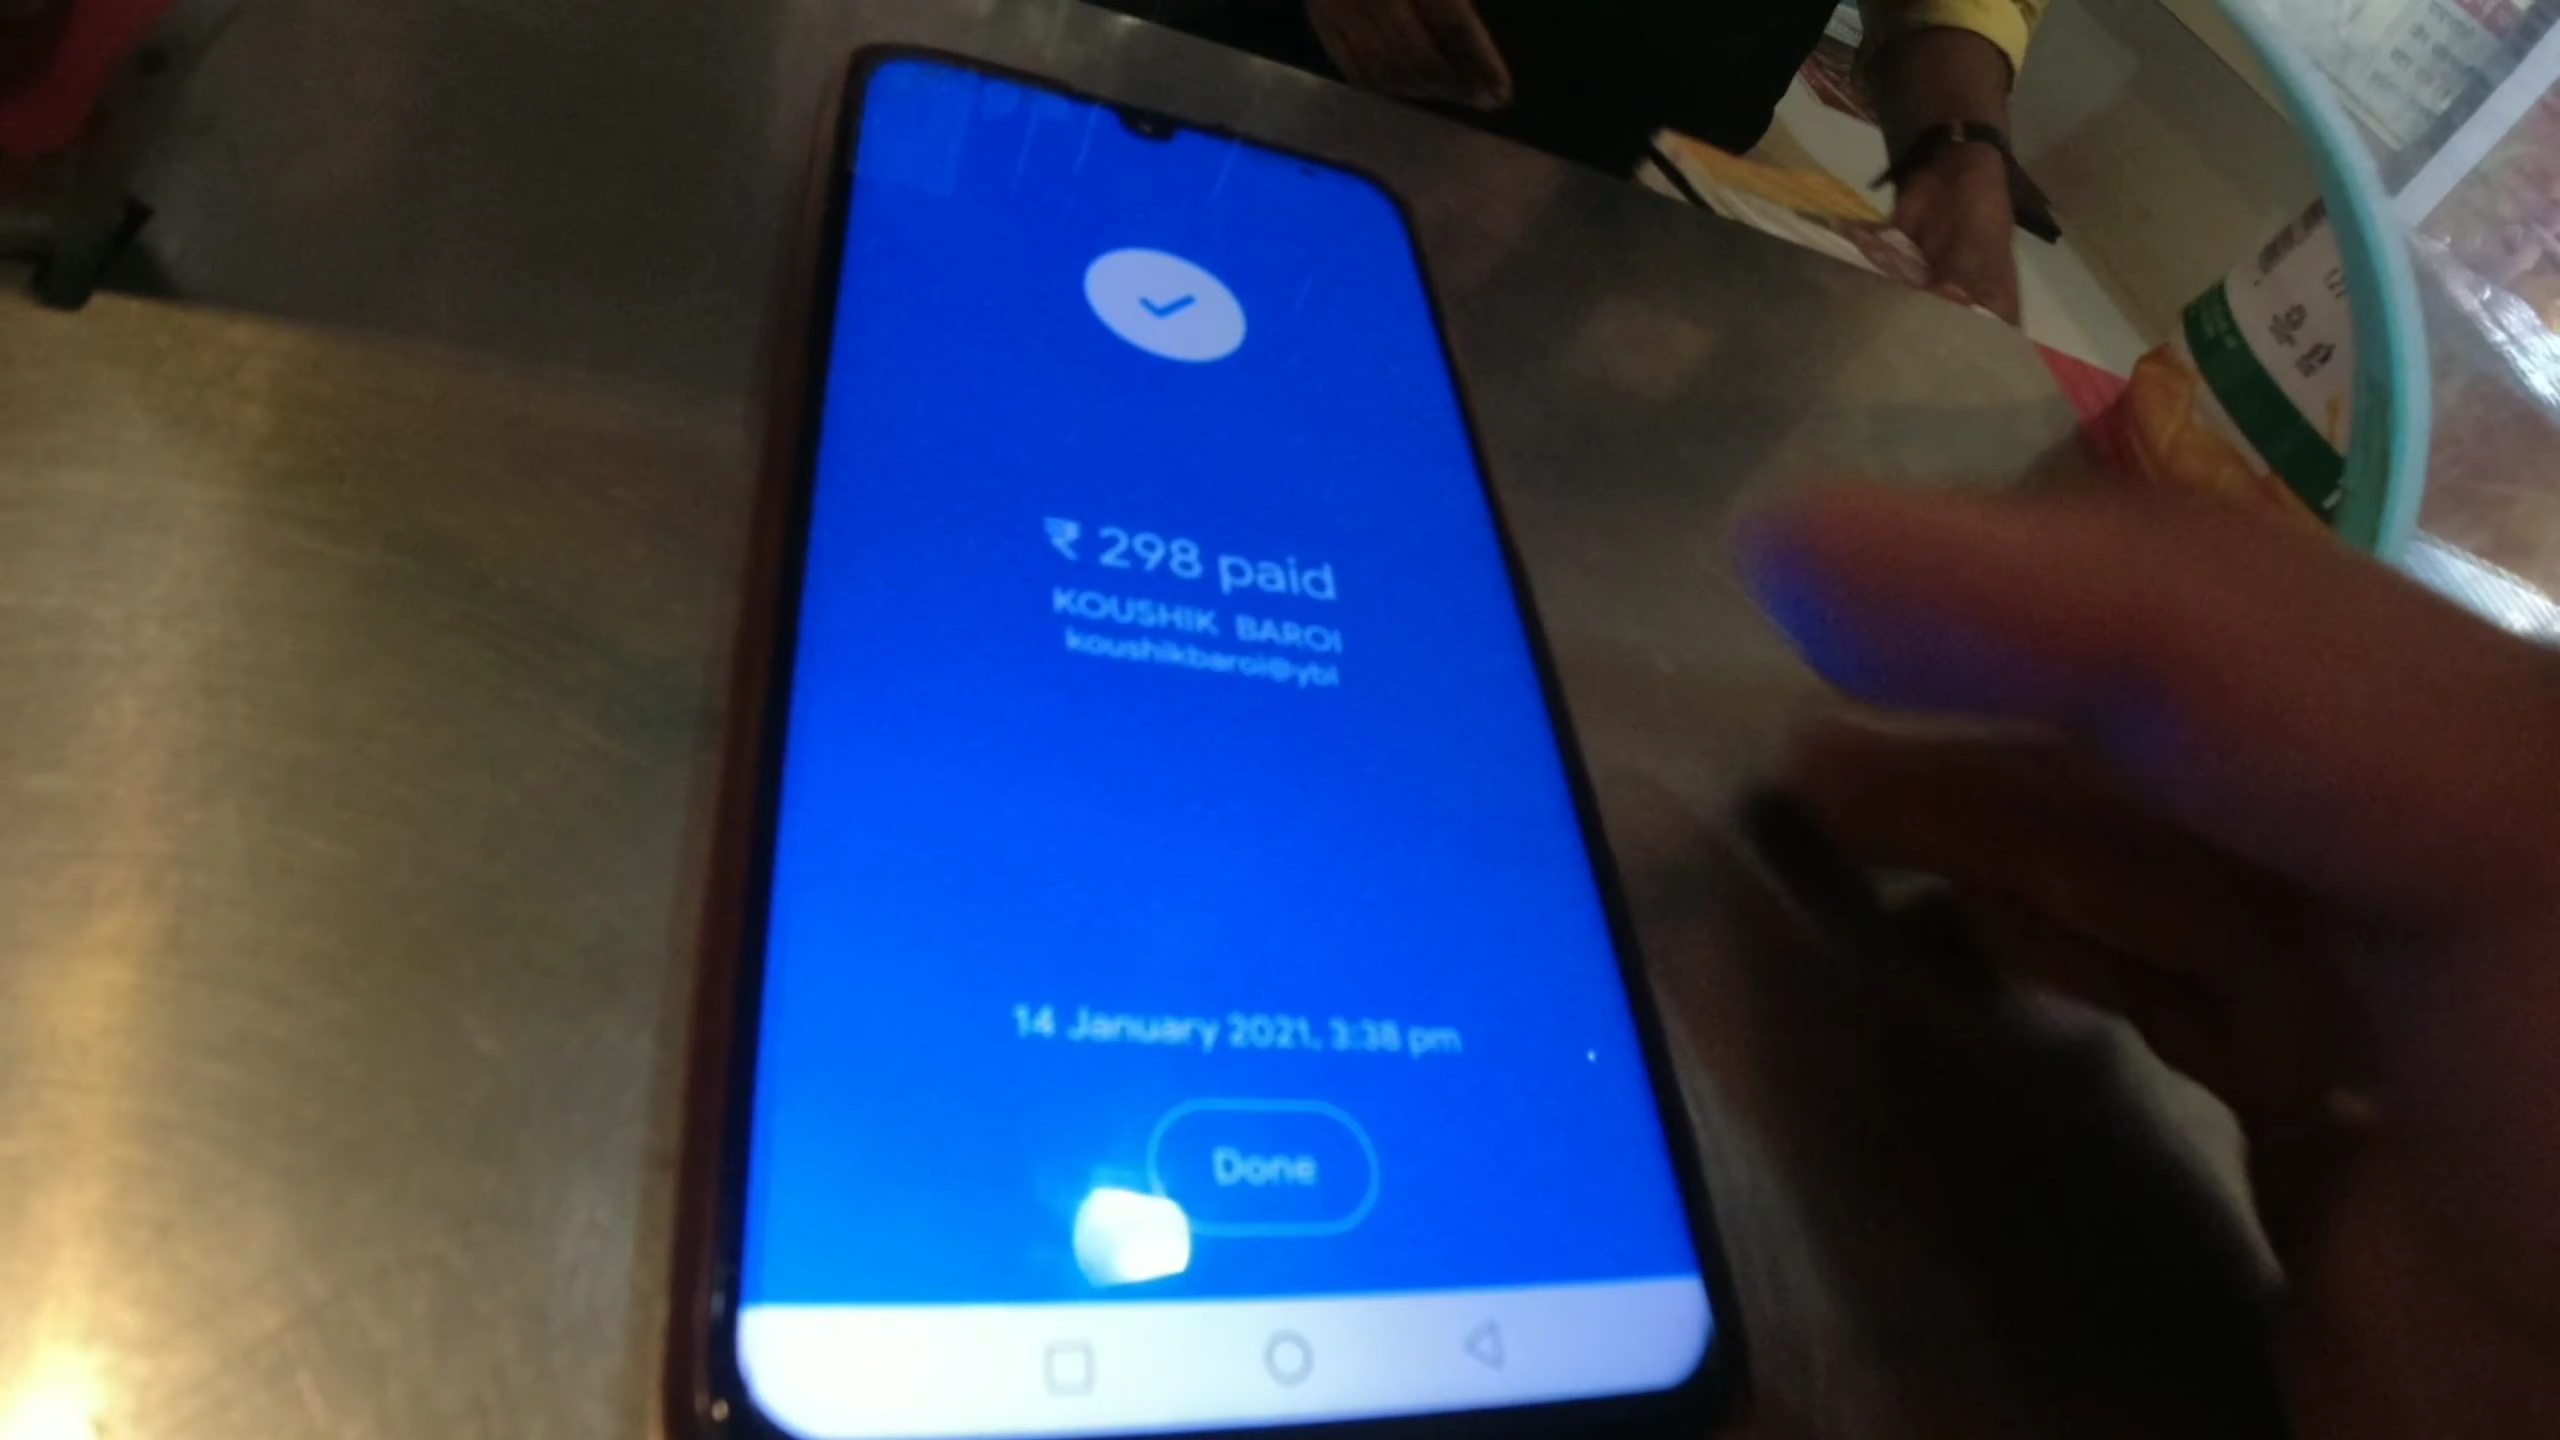 ₹ 298 paid
KOUSHIK BAROI
koushikbaroi@ybl
14 January 2021, 3:38 pm
Done